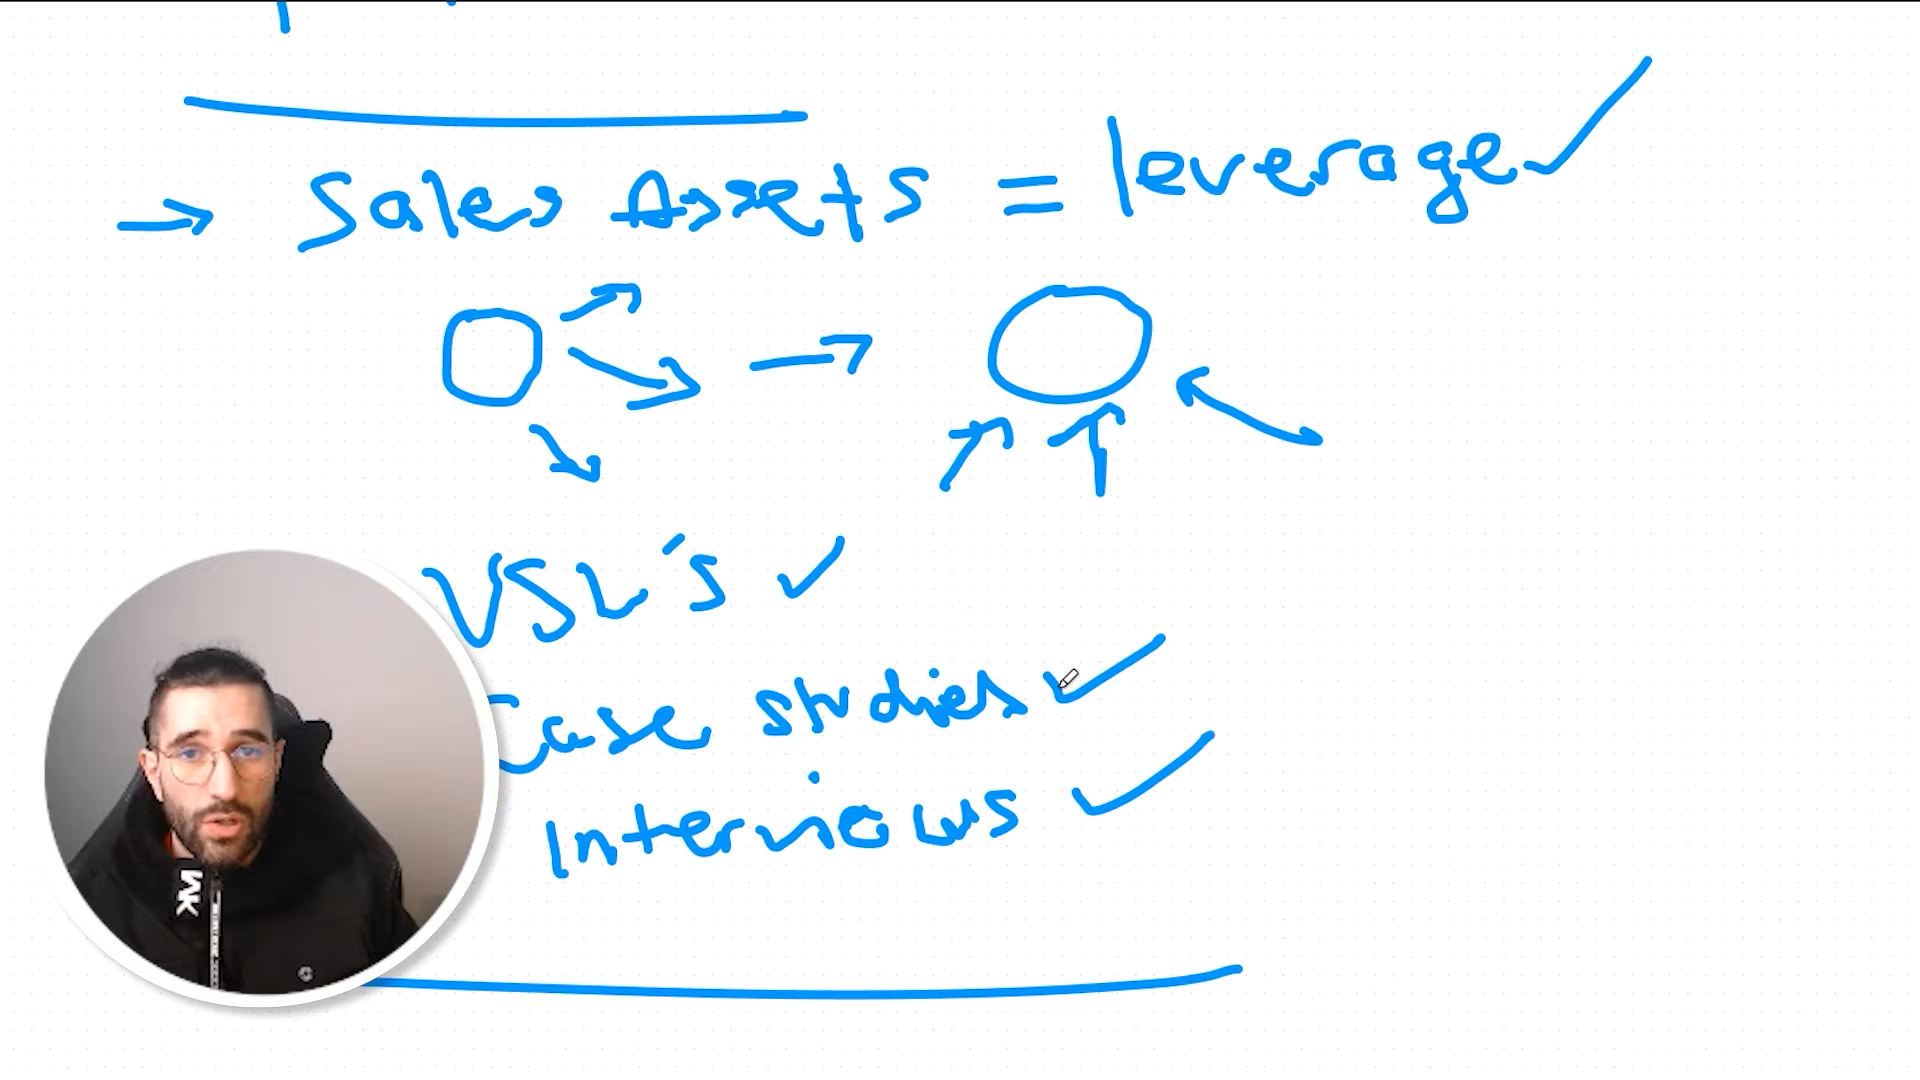 → Sales Assets = leverage ✓
VSL's ✓
Case studies ✓
Interviews ✓